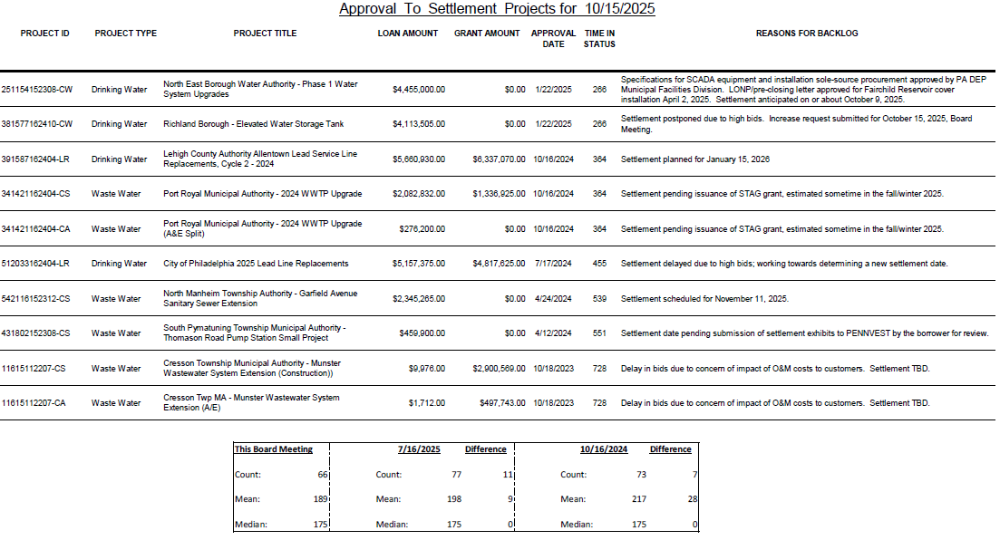 Approval To Settlement Projects for 10/15/2025
PROJECT ID PROJECT TYPE PROJECT TITLE LOAN AMOUNT GRANT AMOUNT APPROVAL DATE TIME IN STATUS REASONS FOR BACKLOG
251154152308-CW Drinking Water North East Borough Water Authority - Phase 1 Water System Upgrades $4,455,000.00 $0.00 1/22/2025 266 Specifications for SCADA equipment and installation sole-source procurement approved by PA DEP Municipal Facilities Division. LONP/pre-closing letter approved for Fairchild Reservoir cover installation April 2, 2025. Settlement anticipated on or about October 9, 2025.
381577162410-CW Drinking Water Richland Borough - Elevated Water Storage Tank $4,113,505.00 $0.00 1/22/2025 266 Settlement postponed due to high bids. Increase request submitted for October 15, 2025, Board Meeting.
391587162404-LR Drinking Water Lehigh County Authority Allentown Lead Service Line Replacements, Cycle 2 - 2024 $5,660,930.00 $6,337,070.00 10/16/2024 364 Settlement planned for January 15, 2026
341421162404-CS Waste Water Port Royal Municipal Authority - 2024 WWTP Upgrade $2,082,832.00 $1,336,925.00 10/16/2024 364 Settlement pending issuance of STAG grant, estimated sometime in the fall/winter 2025.
341421162404-CA Waste Water Port Royal Municipal Authority - 2024 WWTP Upgrade (A&E Split) $276,200.00 $0.00 10/16/2024 364 Settlement pending issuance of STAG grant, estimated sometime in the fall/winter 2025.
512033162404-LR Drinking Water City of Philadelphia 2025 Lead Line Replacements $5,157,375.00 $4,817,625.00 7/17/2024 455 Settlement delayed due to high bids; working towards determining a new settlement date.
542116152312-CS Waste Water North Manheim Township Authority - Garfield Avenue Sanitary Sewer Extension $2,345,265.00 $0.00 4/24/2024 539 Settlement scheduled for November 11, 2025.
431802152308-CS Waste Water South Pymatuning Township Municipal Authority - Thomason Road Pump Station Small Project $459,900.00 $0.00 4/12/2024 551 Settlement date pending submission of settlement exhibits to PENNVEST by the borrower for review.
11615112207-CS Waste Water Cresson Township Municipal Authority - Munster Wastewater System Extension (Construction)) $9,976.00 $2,900,569.00 10/18/2023 728 Delay in bids due to concern of impact of O&M costs to customers. Settlement TBD.
11615112207-CA Waste Water Cresson Twp MA - Munster Wastewater System Extension (A/E) $1,712.00 $497,743.00 10/18/2023 728 Delay in bids due to concern of impact of O&M costs to customers. Settlement TBD.
This Board Meeting 7/16/2025 Difference 10/16/2024 Difference
Count: 66 Count: 77 11 Count: 73 7
Mean: 189 Mean: 198 9 Mean: 217 28
Median: 175 Median: 175 0 Median: 175 0